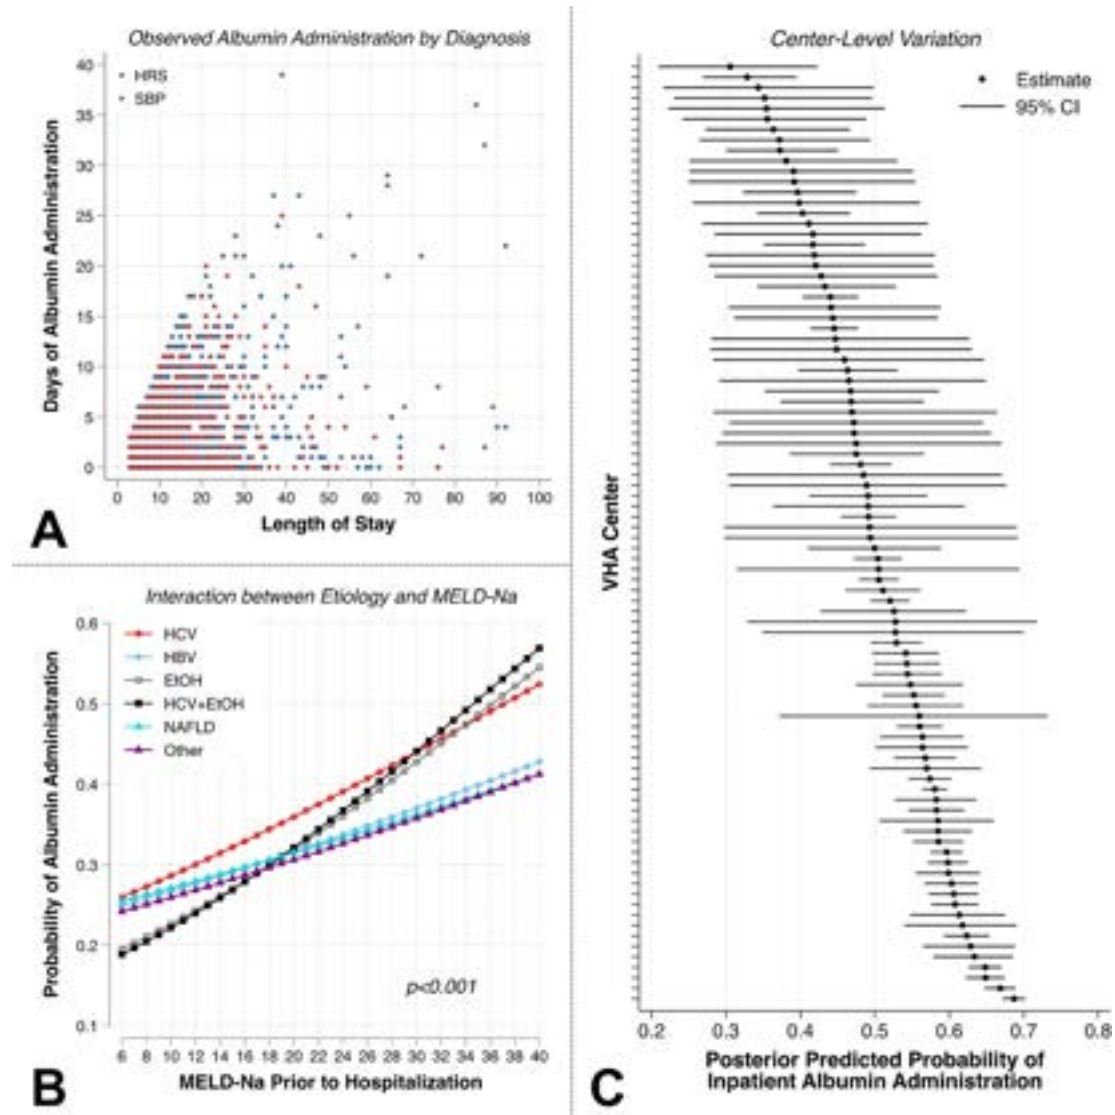 Observed Albumin Administration by Diagnosis
HRS
SBP
Days of Albumin Administration
40
35
30
25
20
15
10
5
0
0 10 20 30 40 50 60 70 80 90 100
Length of Stay
A
Interaction between Etiology and MELD-Na
HCV
HBV
EtOH
HCV+EtOH
NAFLD
Other
Probability of Albumin Administration
0.6
0.5
0.4
0.3
0.2
0.1
p<0.001
6 8 10 12 14 16 18 20 22 24 26 28 30 32 34 36 38 40
MELD-Na Prior to Hospitalization
B
Center-Level Variation
Estimate
95% CI
VHA Center
0.2 0.3 0.4 0.5 0.6 0.7 0.8
Posterior Predicted Probability of
Inpatient Albumin Administration
C